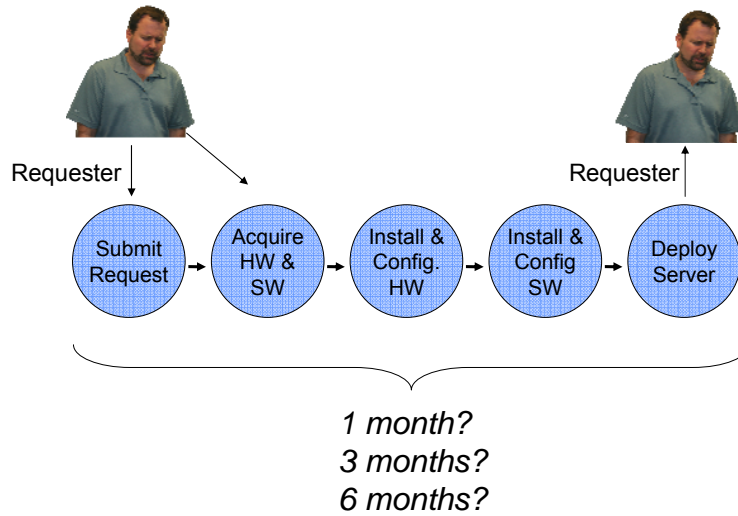 Requester
Requester
Submit
Request
Acquire
HW &
SW
Install &
Config.
HW
Install &
Config
SW
Deploy
Server
1 month?
3 months?
6 months?